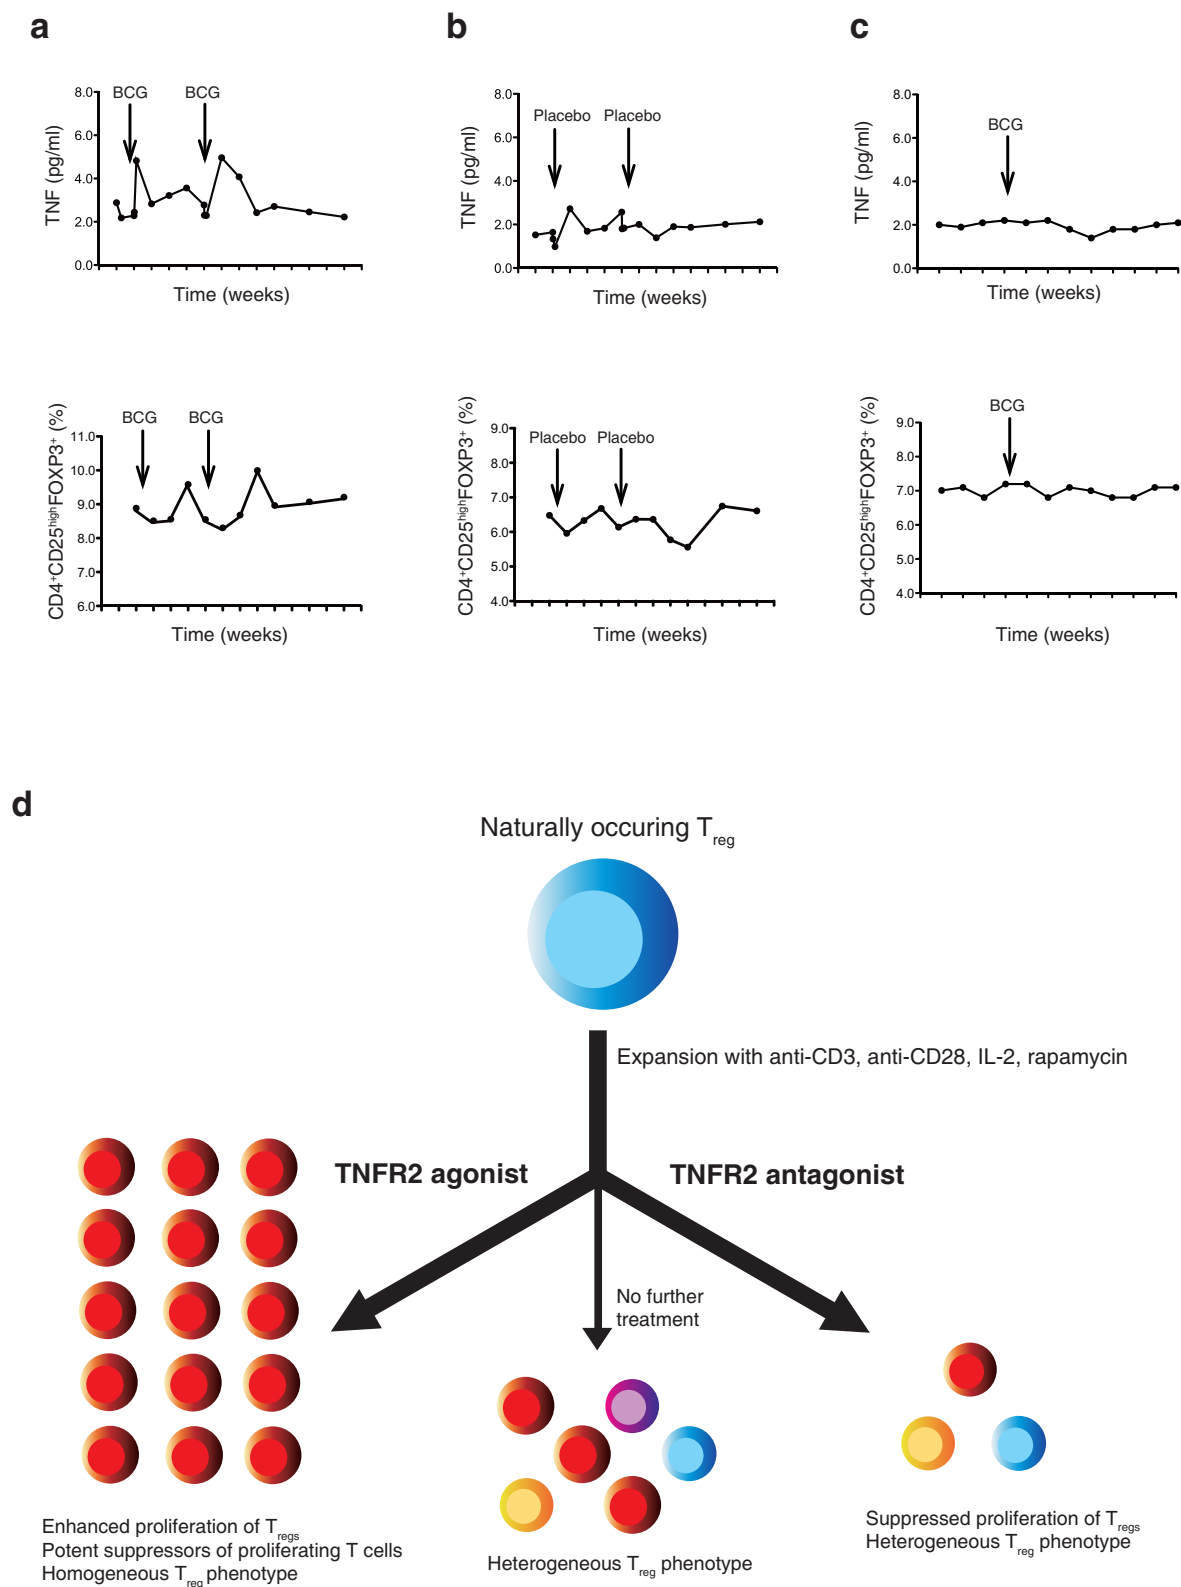 a
b
c
BCG BCG
8.0
6.0
4.0
2.0
0.0
TNF (pg/ml)
Time (weeks)
Placebo Placebo
8.0
6.0
4.0
2.0
0.0
TNF (pg/ml)
Time (weeks)
BCG
8.0
6.0
4.0
2.0
0.0
TNF (pg/ml)
Time (weeks)
BCG BCG
11.0
10.0
9.0
8.0
6.0
CD4⁺CD25ʰⁱᵍʰFOXP3⁺ (%)
Time (weeks)
Placebo Placebo
9.0
8.0
7.0
6.0
5.0
4.0
CD4⁺CD25ʰⁱᵍʰFOXP3⁺ (%)
Time (weeks)
BCG
9.0
8.0
7.0
6.0
5.0
4.0
CD4⁺CD25ʰⁱᵍʰFOXP3⁺ (%)
Time (weeks)
d
Naturally occuring Treg
Expansion with anti-CD3, anti-CD28, IL-2, rapamycin
TNFR2 agonist
TNFR2 antagonist
No further
treatment
Enhanced proliferation of Tregs
Potent suppressors of proliferating T cells
Homogeneous Treg phenotype
Heterogeneous Treg phenotype
Suppressed proliferation of Tregs
Heterogeneous Treg phenotype